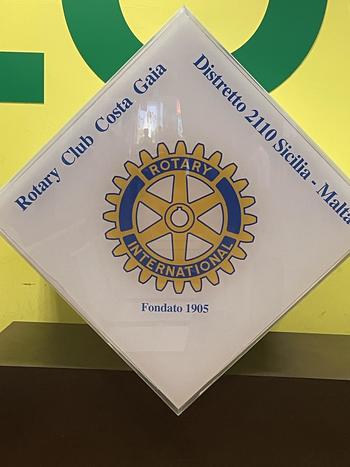 Rotary Club Costa Gaia
Distretto 2110 Sicilia - Malta
ROTARY
INTERNATIONAL
Fondato 1905